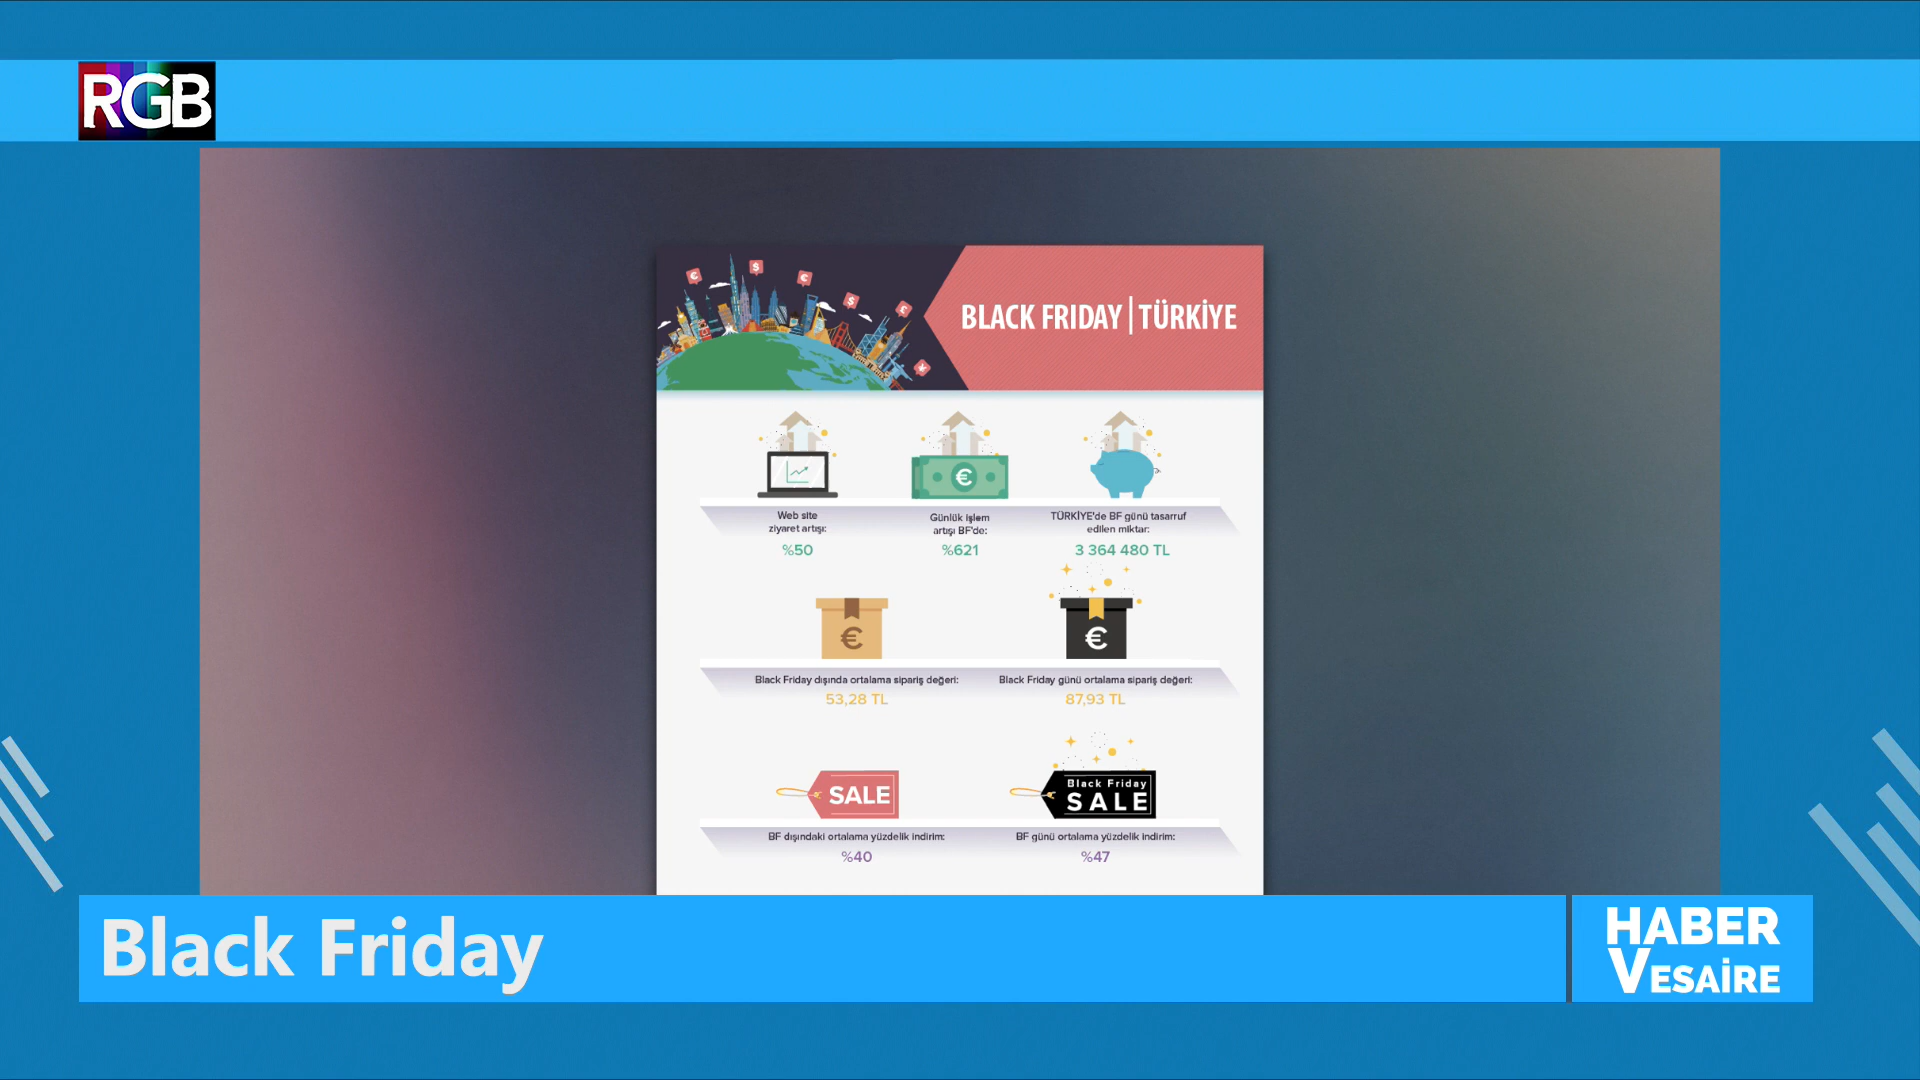 RGB
BLACK FRIDAY | TÜRKİYE
Web site
ziyaret artışı:
%50
Günlük işlem
artışı BF'de:
%621
TÜRKİYE'de BF günü tasarruf
edilen miktar:
3 364 480 TL
Black Friday dışında ortalama sipariş değeri:
53,28 TL
Black Friday günü ortalama sipariş değeri:
87,93 TL
SALE
Black Friday
SALE
BF dışındaki ortalama yüzdelik indirim:
%40
BF günü ortalama yüzdelik indirim:
%47
Black Friday
HABER
VESAİRE